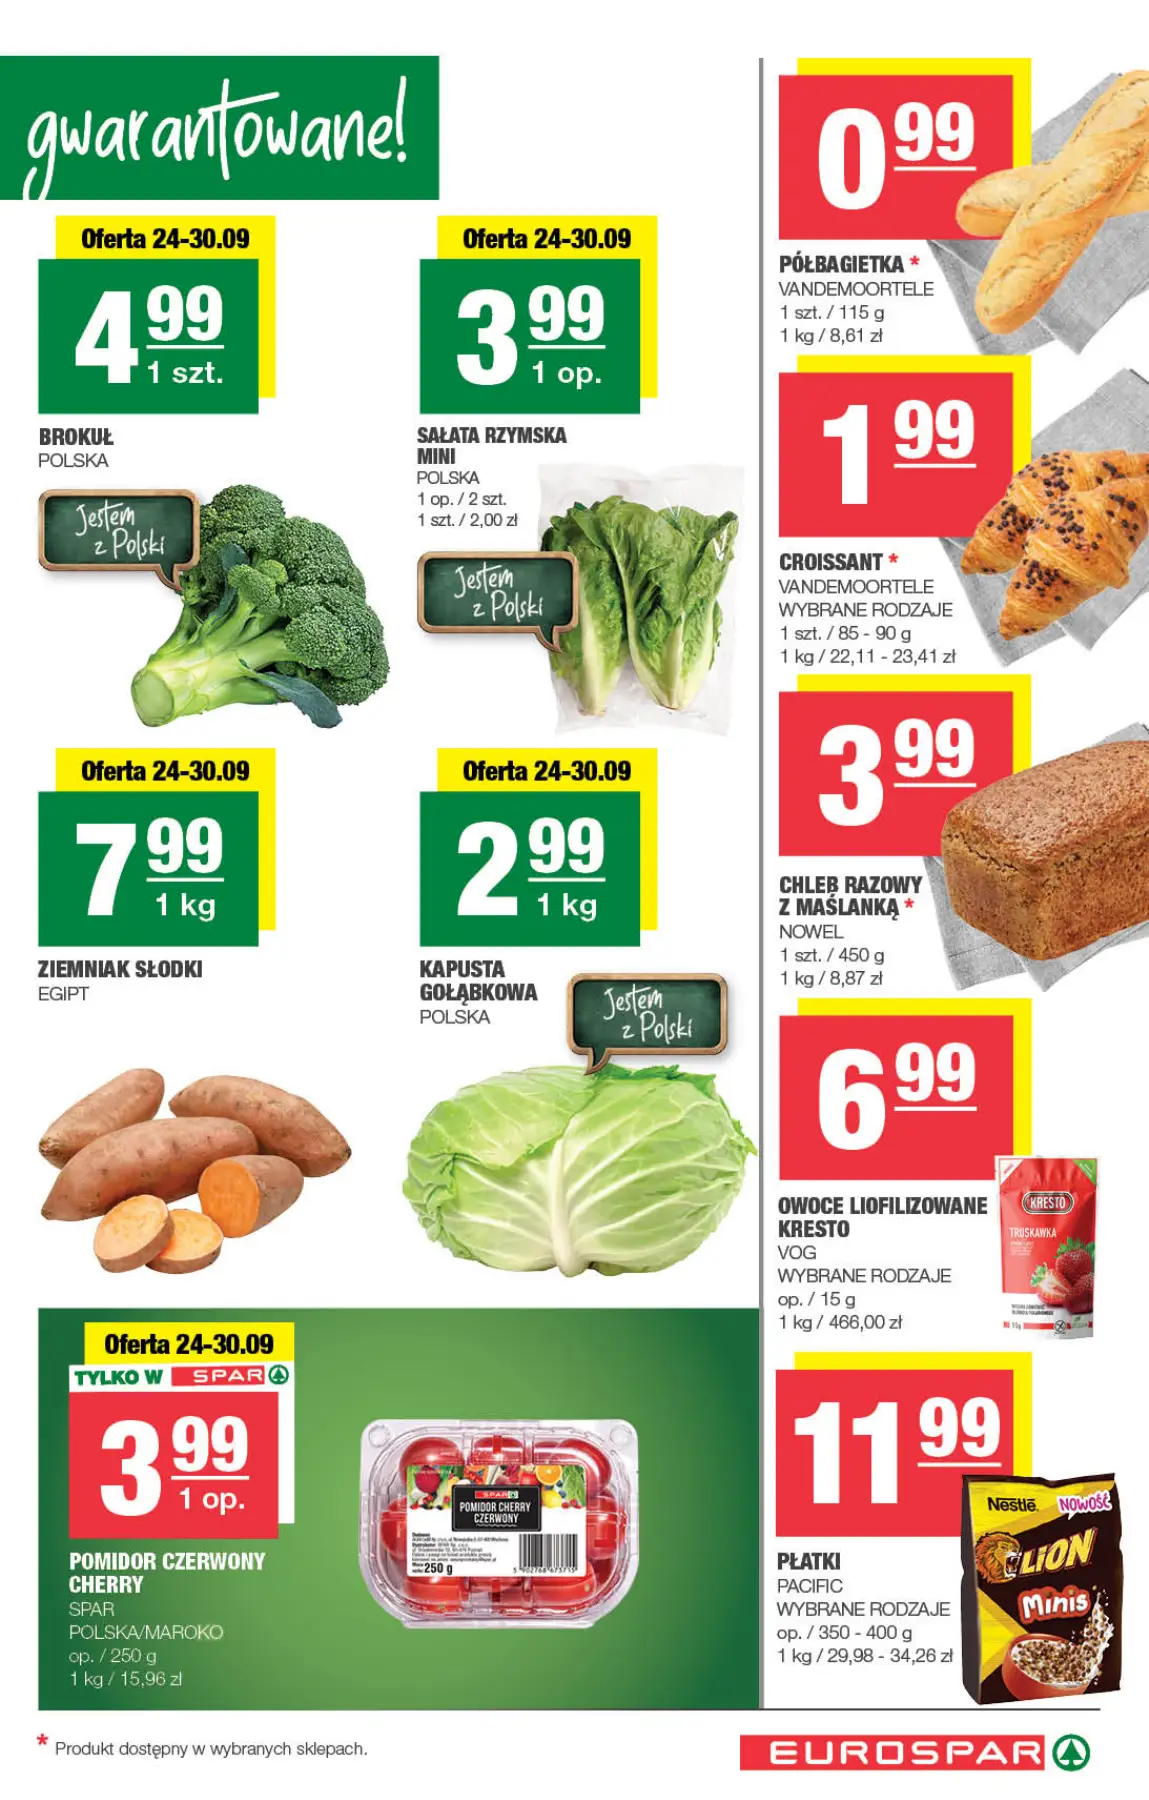 gwarantowane!
Oferta 24-30.09
4 99
1 szt.
BROKUŁ
POLSKA
Jestem
z Polski
Oferta 24-30.09
3 99
1 op.
SAŁATA RZYMSKA
MINI
POLSKA
1 op. / 2 szt.
1 szt. / 2,00 zł
Jestem
z Polski
Oferta 24-30.09
7 99
1 kg
ZIEMNIAK SŁODKI
EGIPT
Oferta 24-30.09
2 99
1 kg
KAPUSTA
GOŁĄBKOWA
POLSKA
Jestem
z Polski
Oferta 24-30.09
TYLKO W SPAR
3 99
1 op.
POMIDOR CZERWONY
CHERRY
SPAR
POLSKA/MAROKO
op. / 250 g
1 kg / 15,96 zł
SPAR
POMIDOR CHERRY
CZERWONY
250 g
5 902768 673715
0 99
PÓŁBAGIETKA *
VANDEMOORTELE
1 szt. / 115 g
1 kg / 8,61 zł
1 99
CROISSANT *
VANDEMOORTELE
WYBRANE RODZAJE
1 szt. / 85 - 90 g
1 kg / 22,11 - 23,41 zł
3 99
CHLEB RAZOWY
Z MAŚLANKĄ *
NOWEL
1 szt. / 450 g
1 kg / 8,87 zł
6 99
OWOCE LIOFILIZOWANE
KRESTO
VOG
WYBRANE RODZAJE
op. / 15 g
1 kg / 466,00 zł
KRESTO
TRUSKAWKA
11 99
PŁATKI
PACIFIC
WYBRANE RODZAJE
op. / 350 - 400 g
1 kg / 29,98 - 34,26 zł
Nestlé
NOWOŚĆ
LION
Minis
* Produkt dostępny w wybranych sklepach.
EUROSPAR